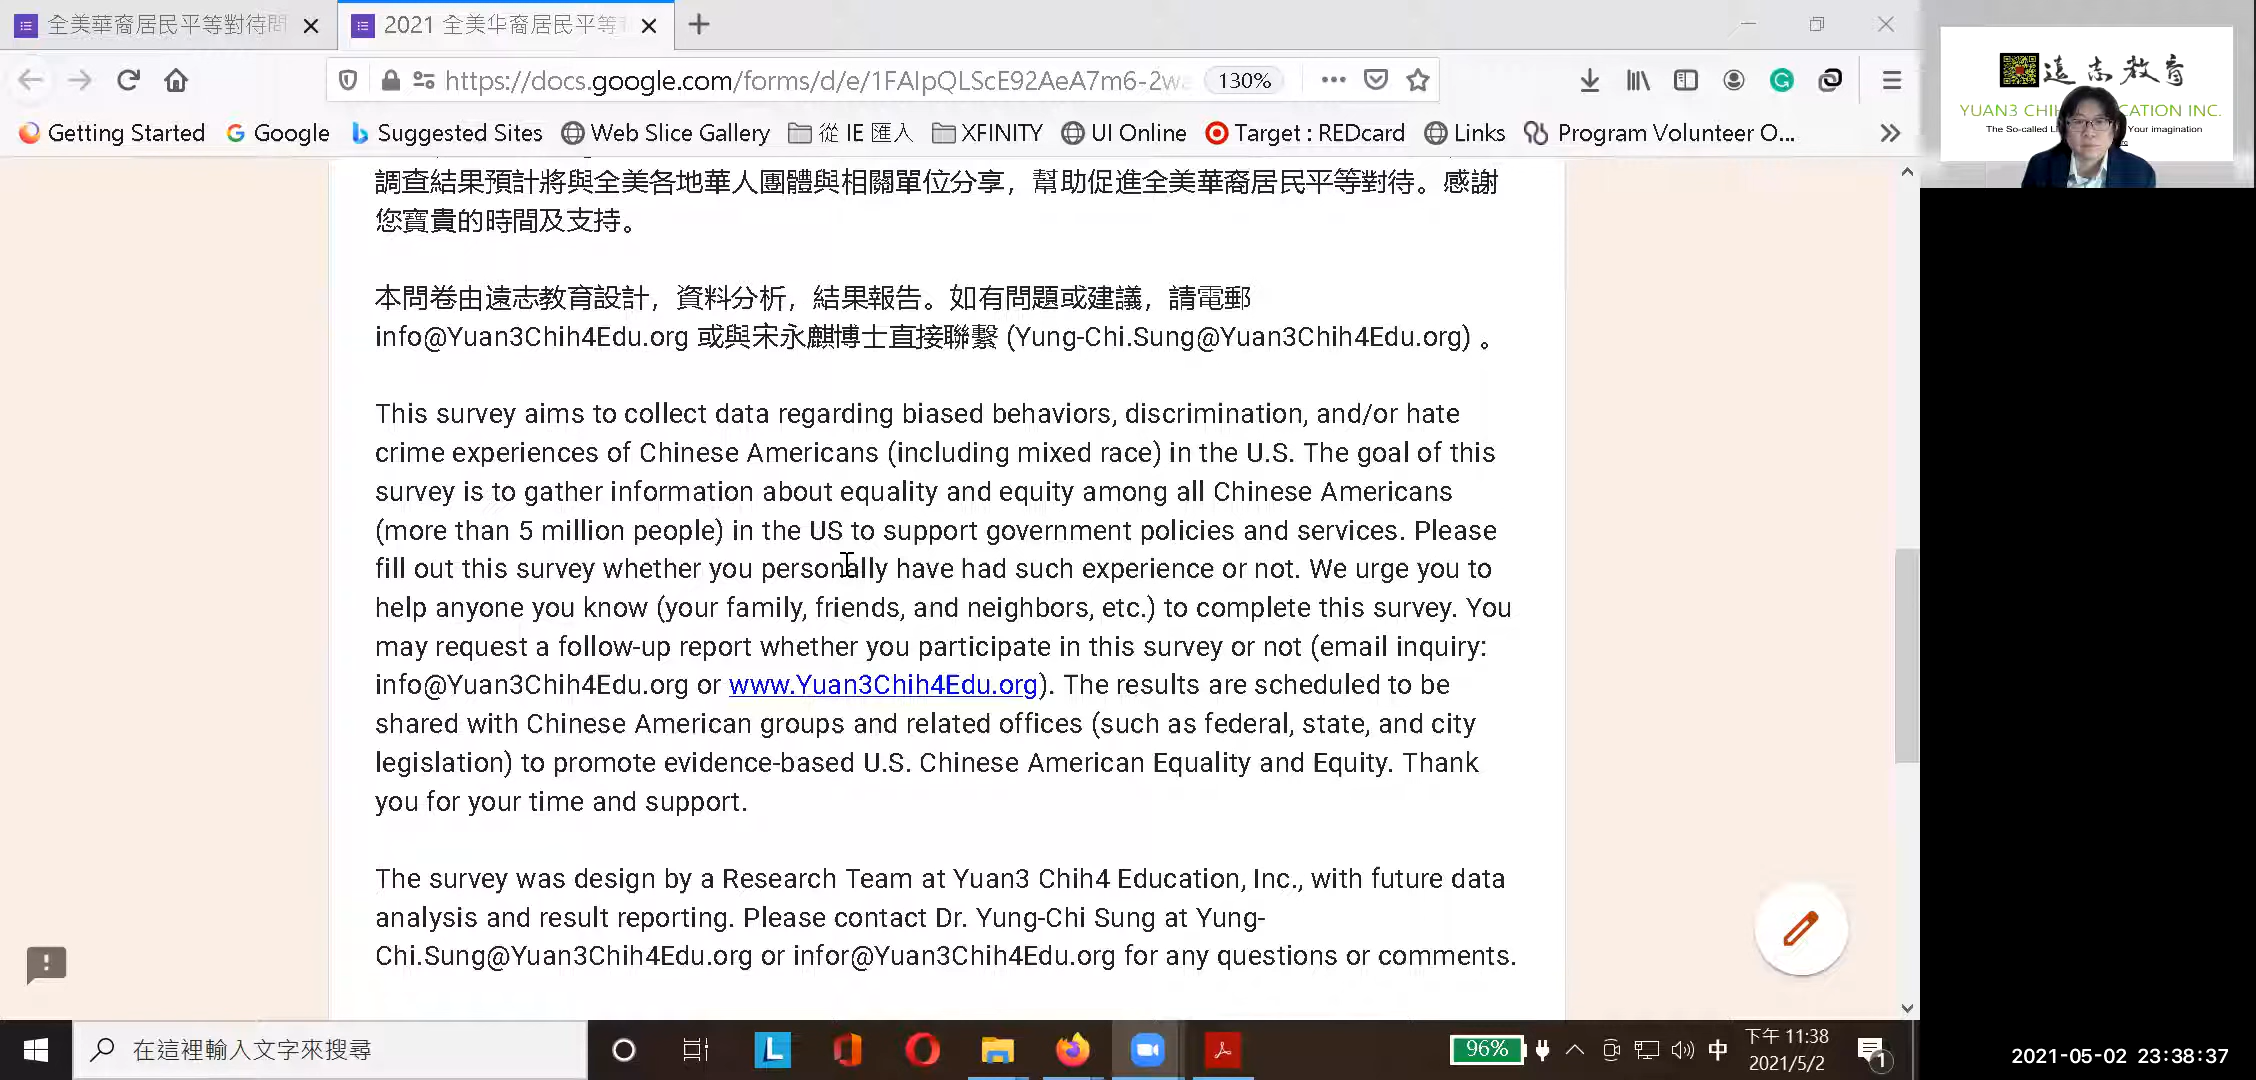 全美華裔居民平等對待問
2021 全美华裔居民平等
https://docs.google.com/forms/d/e/1FAIpQLScE92AeA7m6-2wa
130%
Getting Started
Google
Suggested Sites
Web Slice Gallery
從 IE 匯入
XFINITY
UI Online
Target : REDcard
Links
Program Volunteer O...
遠志教育
YUAN3 CHIH
CATION INC.
The So-called
Your imagination
調查結果預計將與全美各地華人團體與相關單位分享，幫助促進全美華裔居民平等對待。感謝
您寶貴的時間及支持。
本問卷由遠志教育設計，資料分析，結果報告。如有問題或建議，請電郵
info@Yuan3Chih4Edu.org 或與宋永麒博士直接聯繫 (Yung-Chi.Sung@Yuan3Chih4Edu.org) 。
This survey aims to collect data regarding biased behaviors, discrimination, and/or hate
crime experiences of Chinese Americans (including mixed race) in the U.S. The goal of this
survey is to gather information about equality and equity among all Chinese Americans
(more than 5 million people) in the US to support government policies and services. Please
fill out this survey whether you personally have had such experience or not. We urge you to
help anyone you know (your family, friends, and neighbors, etc.) to complete this survey. You
may request a follow-up report whether you participate in this survey or not (email inquiry:
info@Yuan3Chih4Edu.org or www.Yuan3Chih4Edu.org). The results are scheduled to be
shared with Chinese American groups and related offices (such as federal, state, and city
legislation) to promote evidence-based U.S. Chinese American Equality and Equity. Thank
you for your time and support.
The survey was design by a Research Team at Yuan3 Chih4 Education, Inc., with future data
analysis and result reporting. Please contact Dr. Yung-Chi Sung at Yung-
Chi.Sung@Yuan3Chih4Edu.org or infor@Yuan3Chih4Edu.org for any questions or comments.
在這裡輸入文字來搜尋
L
96%
中
下午 11:38
2021/5/2
1
2021-05-02 23:38:37